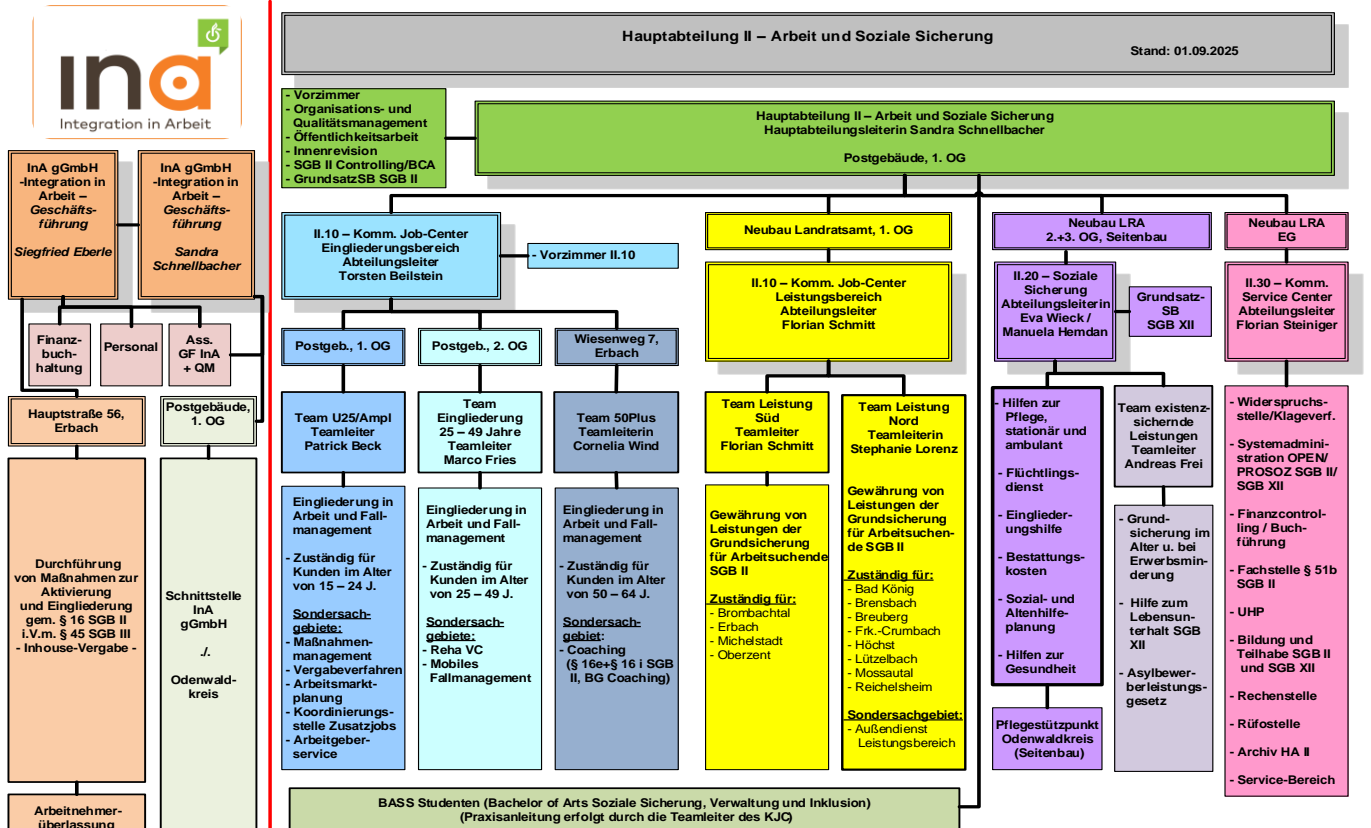 ina
Integration in Arbeit
InA gGmbH
-Integration in
Arbeit –
Geschäfts-
führung
Siegfried Eberle
InA gGmbH
-Integration in
Arbeit –
Geschäfts-
führung
Sandra
Schnellbacher
Finanz-
buch-
haltung
Personal
Ass.
GF InA
+ QM
Hauptstraße 56,
Erbach
Postgebäude,
1. OG
Durchführung
von Maßnahmen zur
Aktivierung
und Eingliederung
gem. § 16 SGB II
i.V.m. § 45 SGB III
- Inhouse-Vergabe -
Schnittstelle
InA
gGmbH
./.
Odenwald-
kreis
Arbeitnehmer-
überlassung
Hauptabteilung II – Arbeit und Soziale Sicherung
Stand: 01.09.2025
- Vorzimmer
- Organisations- und
Qualitätsmanagement
- Öffentlichkeitsarbeit
- Innenrevision
- SGB II Controlling/BCA
- GrundsatzSB SGB II
Hauptabteilung II – Arbeit und Soziale Sicherung
Hauptabteilungsleiterin Sandra Schnellbacher
Postgebäude, 1. OG
II.10 – Komm. Job-Center
Eingliederungsbereich
Abteilungsleiter
Torsten Beilstein
- Vorzimmer II.10
Postgeb., 1. OG
Postgeb., 2. OG
Wiesenweg 7,
Erbach
Team U25/Ampl
Teamleiter
Patrick Beck
Team
Eingliederung
25 – 49 Jahre
Teamleiter
Marco Fries
Team 50Plus
Teamleiterin
Cornelia Wind
Eingliederung in
Arbeit und Fall-
management
- Zuständig für
Kunden im Alter
von 15 – 24 J.
Sondersach-
gebiete:
- Maßnahmen-
management
- Vergabeverfahren
- Arbeitsmarkt-
planung
- Koordinierungs-
stelle Zusatzjobs
- Arbeitgeber-
service
Eingliederung in
Arbeit und Fall-
management
- Zuständig für
Kunden im Alter
von 25 – 49 J.
Sondersach-
gebiete:
- Reha VC
- Mobiles
Fallmanagement
Eingliederung in
Arbeit und Fall-
management
- Zuständig für
Kunden im Alter
von 50 – 64 J.
Sondersach-
gebiet:
- Coaching
(§ 16e+§ 16 i SGB
II, BG Coaching)
Neubau Landratsamt, 1. OG
II.10 – Komm. Job-Center
Leistungsbereich
Abteilungsleiter
Florian Schmitt
Team Leistung
Süd
Teamleiter
Florian Schmitt
Gewährung von
Leistungen der
Grundsicherung
für Arbeitsuchende
SGB II
Zuständig für:
- Brombachtal
- Erbach
- Michelstadt
- Oberzent
Team Leistung
Nord
Teamleiterin
Stephanie Lorenz
Gewährung von
Leistungen der
Grundsicherung
für Arbeitsuchen-
de SGB II
Zuständig für:
- Bad König
- Brensbach
- Breuberg
- Frk.-Crumbach
- Höchst
- Lützelbach
- Mossautal
- Reichelsheim
Sondersachgebiet:
- Außendienst
Leistungsbereich
Neubau LRA
2.+3. OG, Seitenbau
II.20 – Soziale
Sicherung
Abteilungsleiterin
Eva Wieck /
Manuela Hemdan
Grundsatz-
SB
SGB XII
- Hilfen zur
Pflege,
stationär und
ambulant
- Flüchtlings-
dienst
- Eingliede-
rungshilfe
- Bestattungs-
kosten
- Sozial- und
Altenhilfe-
planung
- Hilfen zur
Gesundheit
Pflegestützpunkt
Odenwaldkreis
(Seitenbau)
Team existenz-
sichernde
Leistungen
Teamleiter
Andreas Frei
- Grund-
sicherung im
Alter u. bei
Erwerbsmin-
derung
- Hilfe zum
Lebensun-
terhalt SGB
XII
- Asylbewer-
berleistungs-
gesetz
Neubau LRA
EG
II.30 – Komm.
Service Center
Abteilungsleiter
Florian Steiniger
- Widerspruchs-
stelle/Klageverf.
- Systemadmini-
stration OPEN/
PROSOZ SGB II/
SGB XII
- Finanzcontrol-
ling / Buch-
führung
- Fachstelle § 51b
SGB II
- UHP
- Bildung und
Teilhabe SGB II
und SGB XII
- Rechenstelle
- Rüfostelle
- Archiv HA II
- Service-Bereich
BASS Studenten (Bachelor of Arts Soziale Sicherung, Verwaltung und Inklusion)
(Praxisanleitung erfolgt durch die Teamleiter des KJC)